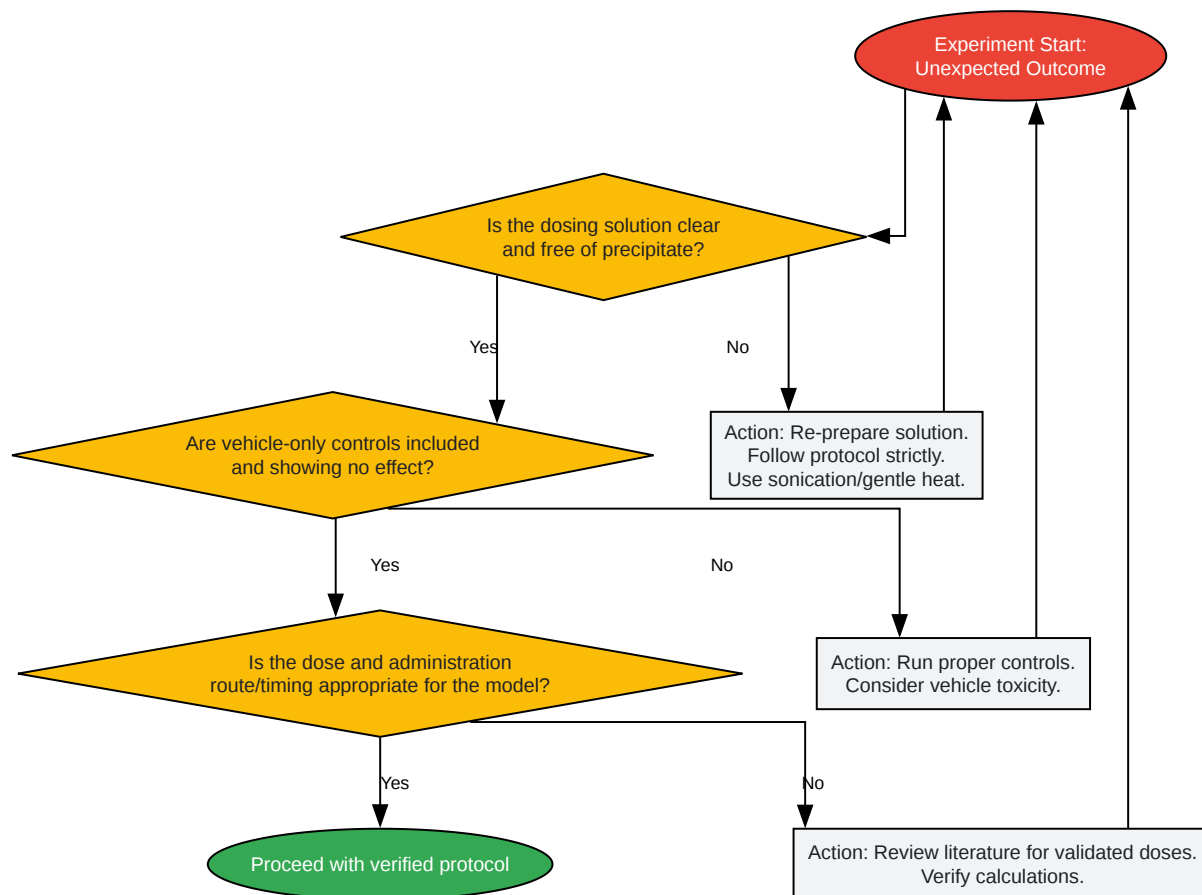 Experiment Start:
Unexpected Outcome
Is the dosing solution clear
and free of precipitate?
Yes
No
Are vehicle-only controls included
and showing no effect?
Action: Re-prepare solution.
Follow protocol strictly.
Use sonication/gentle heat.
Yes
No
Is the dose and administration
route/timing appropriate for the model?
Action: Run proper controls.
Consider vehicle toxicity.
Yes
No
Proceed with verified protocol
Action: Review literature for validated doses.
Verify calculations.